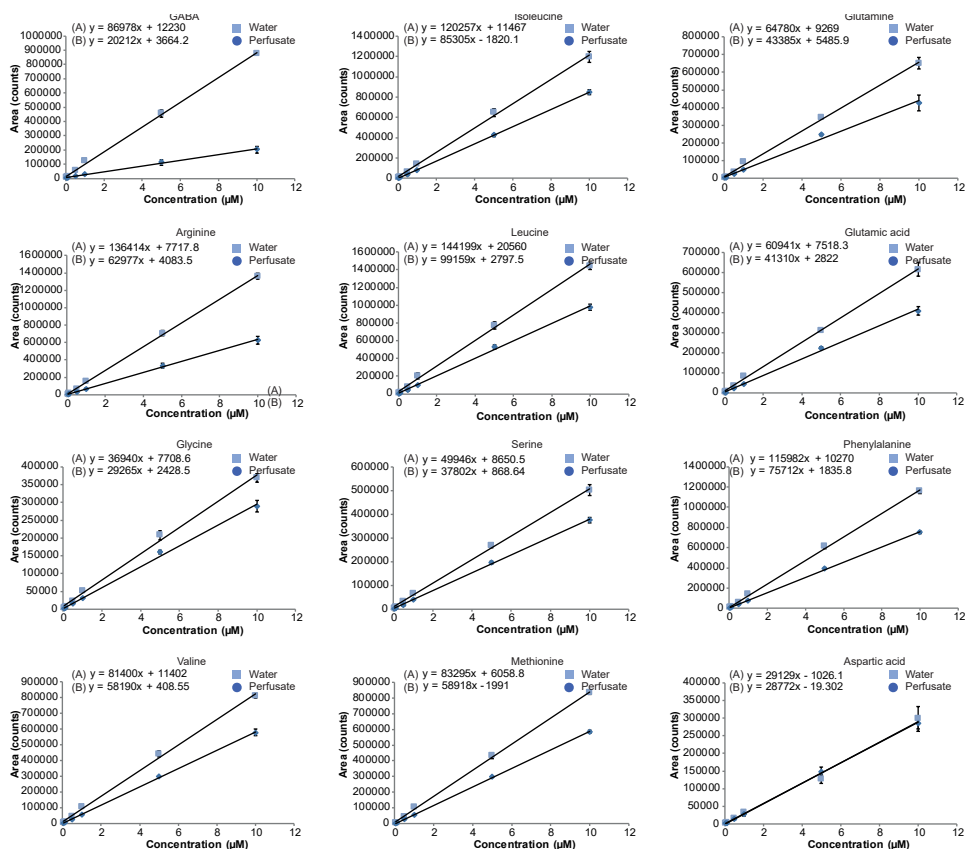 GABA
(A) y = 86978x + 12230
(B) y = 20212x + 3664.2
Water
Perfusate
Area (counts)
1000000
900000
800000
700000
600000
500000
400000
300000
200000
100000
0
0 2 4 6 8 10 12
Concentration (µM)
Isoleucine
(A) y = 120257x + 11467
(B) y = 85305x - 1820.1
Water
Perfusate
Area (counts)
1400000
1200000
1000000
800000
600000
400000
200000
0
0 2 4 6 8 10 12
Concentration (µM)
Glutamine
(A) y = 64780x + 9269
(B) y = 43385x + 5485.9
Water
Perfusate
Area (counts)
800000
700000
600000
500000
400000
300000
200000
100000
0
0 2 4 6 8 10 12
Concentration (µM)
Arginine
(A) y = 136414x + 7717.8
(B) y = 62977x + 4083.5
Water
Perfusate
Area (counts)
1600000
1400000
1200000
1000000
800000
600000
400000
200000
0
(A)
(B)
0 2 4 6 8 10 12
Concentration (µM)
Leucine
(A) y = 144199x + 20560
(B) y = 99159x + 2797.5
Water
Perfusate
Area (counts)
1600000
1400000
1200000
1000000
800000
600000
400000
200000
0
0 2 4 6 8 10 12
Concentration (µM)
Glutamic acid
(A) y = 60941x + 7518.3
(B) y = 41310x + 2822
Water
Perfusate
Area (counts)
700000
600000
500000
400000
300000
200000
100000
0
0 2 4 6 8 10 12
Concentration (µM)
Glycine
(A) y = 36940x + 7708.6
(B) y = 29265x + 2428.5
Water
Perfusate
Area (counts)
400000
350000
300000
250000
200000
150000
100000
50000
0
0 2 4 6 8 10 12
Concentration (µM)
Serine
(A) y = 49946x + 8650.5
(B) y = 37802x + 868.64
Water
Perfusate
Area (counts)
600000
500000
400000
300000
200000
100000
0
0 2 4 6 8 10 12
Concentration (µM)
Phenylalanine
(A) y = 115982x + 10270
(B) y = 75712x + 1835.8
Water
Perfusate
Area (counts)
1400000
1200000
1000000
800000
600000
400000
200000
0
0 2 4 6 8 10 12
Concentration (µM)
Valine
(A) y = 81400x + 11402
(B) y = 58190x + 408.55
Water
Perfusate
Area (counts)
900000
800000
700000
600000
500000
400000
300000
200000
100000
0
0 2 4 6 8 10 12
Concentration (µM)
Methionine
(A) y = 83295x + 6058.8
(B) y = 58918x - 1991
Water
Perfusate
Area (counts)
900000
800000
700000
600000
500000
400000
300000
200000
100000
0
0 2 4 6 8 10 12
Concentration (µM)
Aspartic acid
(A) y = 29129x - 1026.1
(B) y = 28772x - 19.302
Water
Perfusate
Area (counts)
400000
350000
300000
250000
200000
150000
100000
50000
0
0 2 4 6 8 10 12
Concentration (µM)